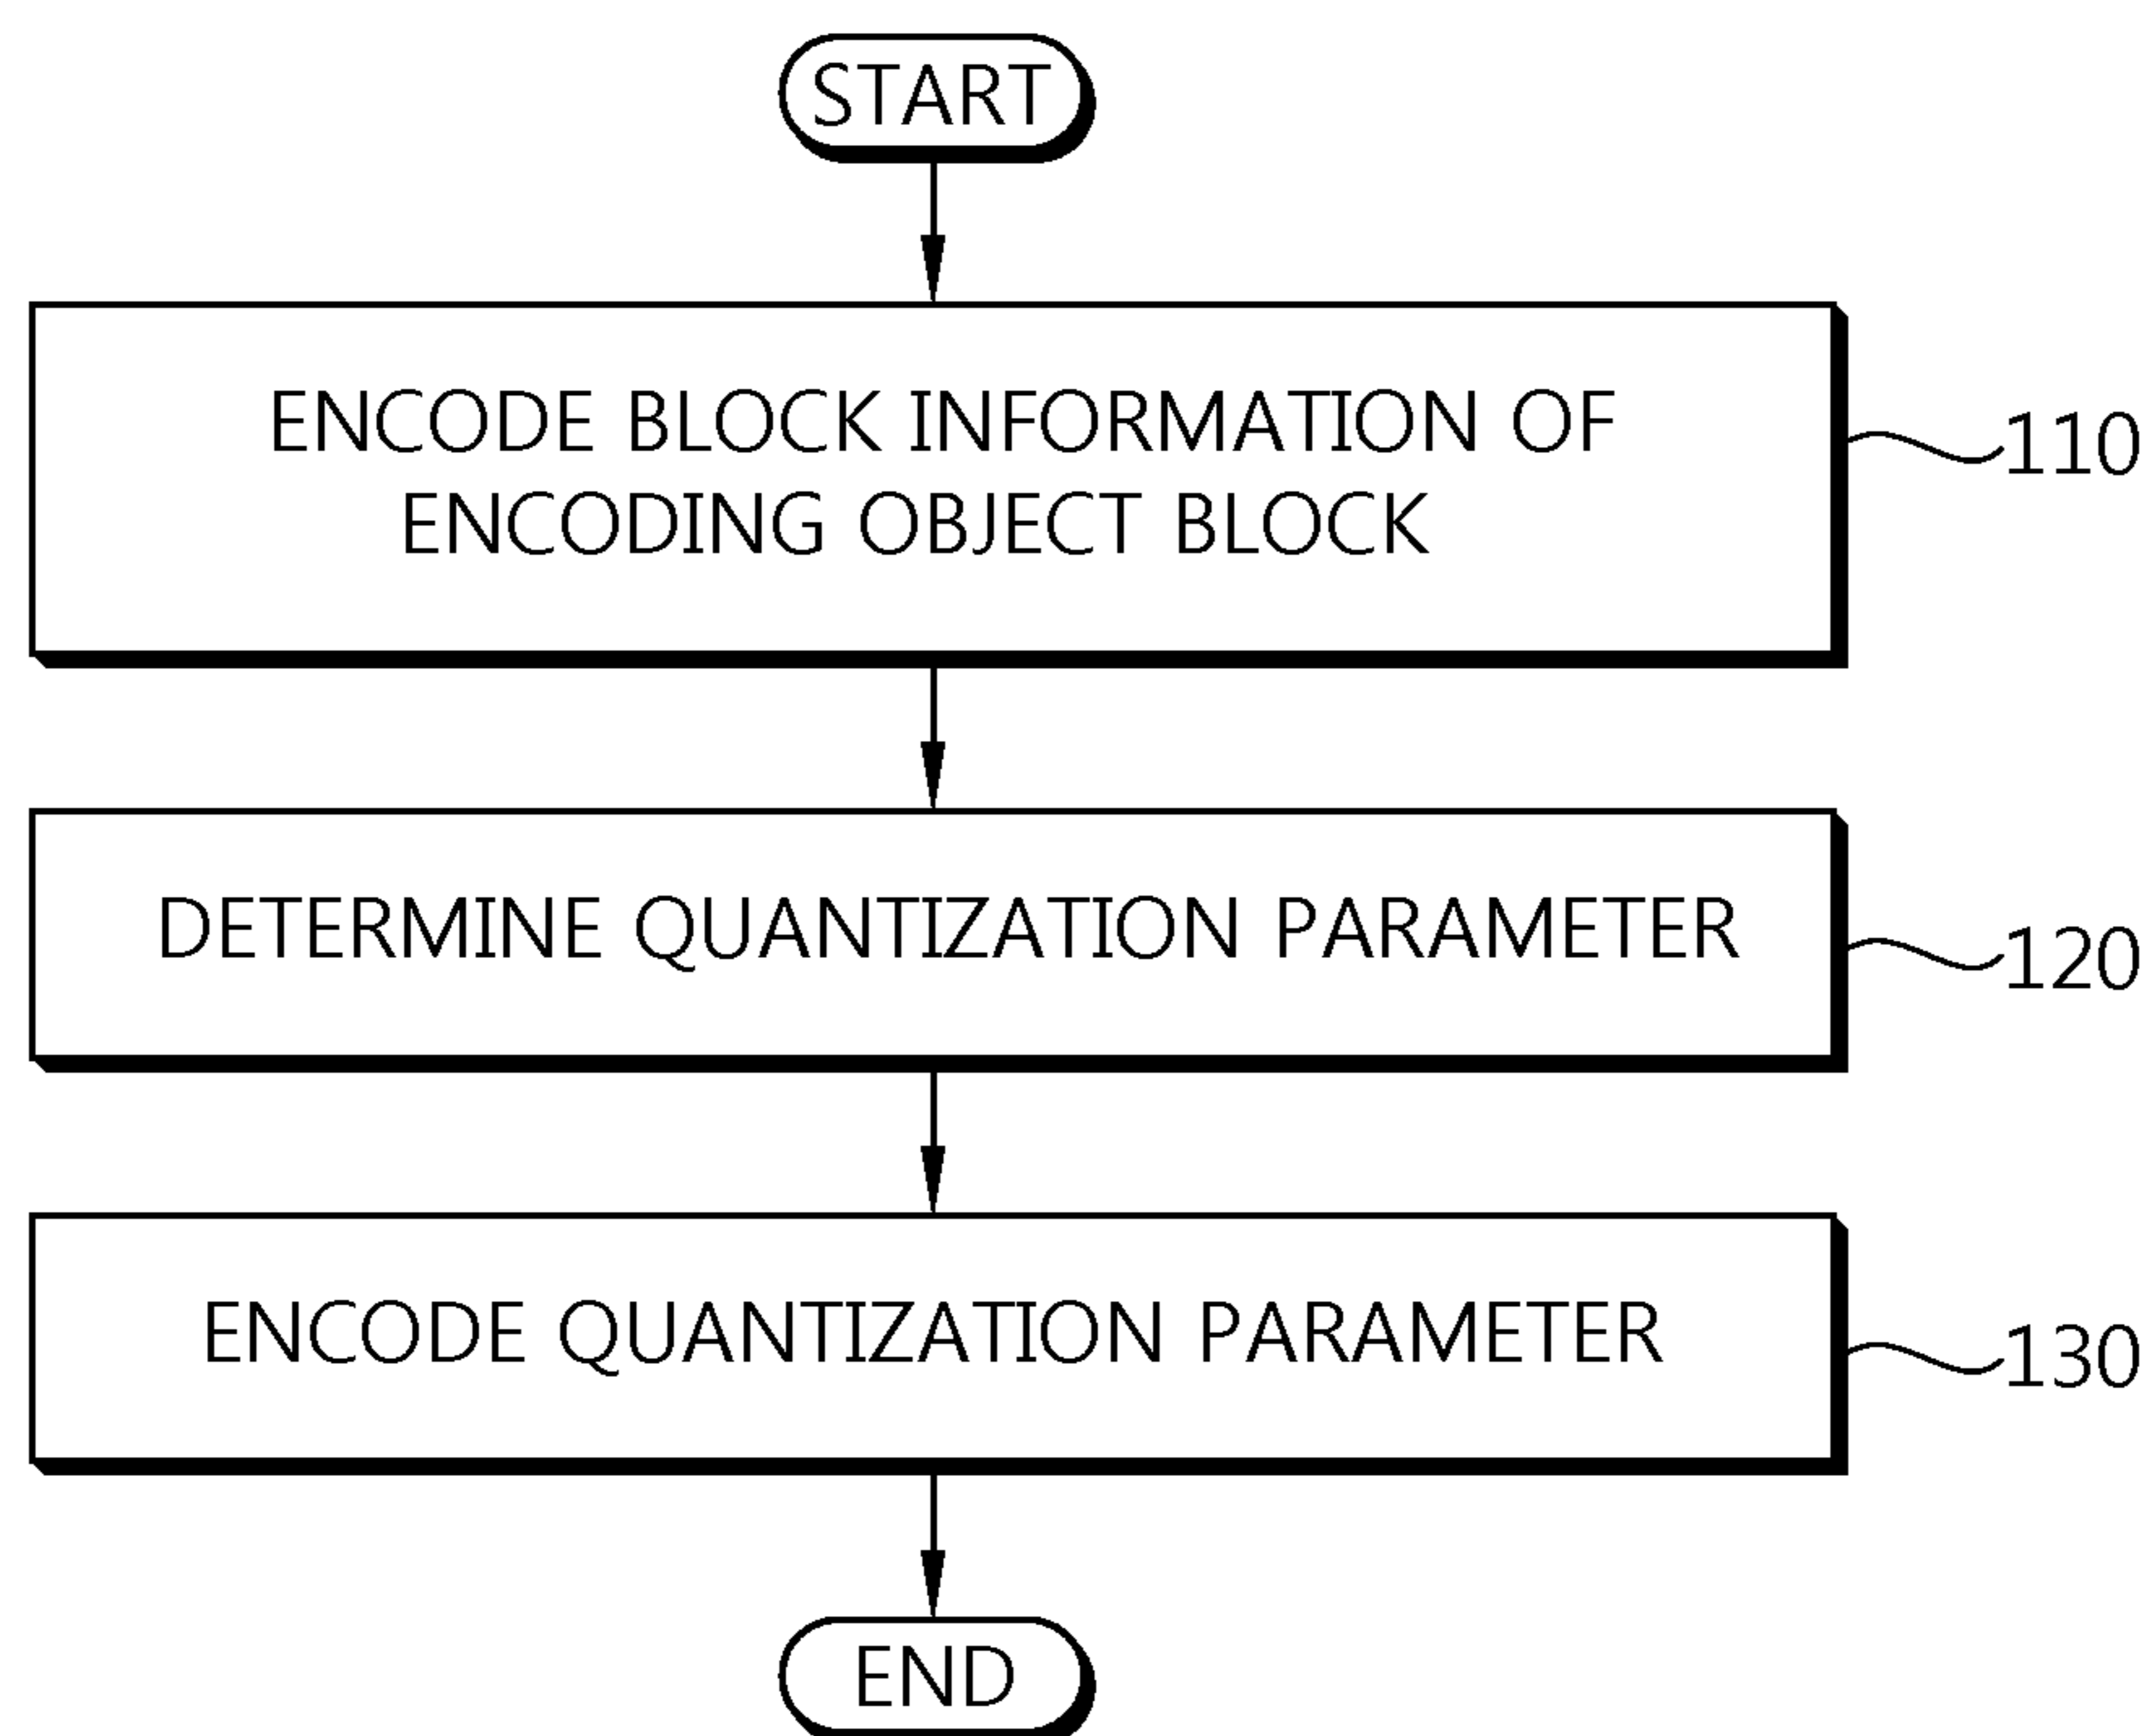 START
ENCODE BLOCK INFORMATION OF
ENCODING OBJECT BLOCK
110
DETERMINE QUANTIZATION PARAMETER
120
ENCODE QUANTIZATION PARAMETER
130
END